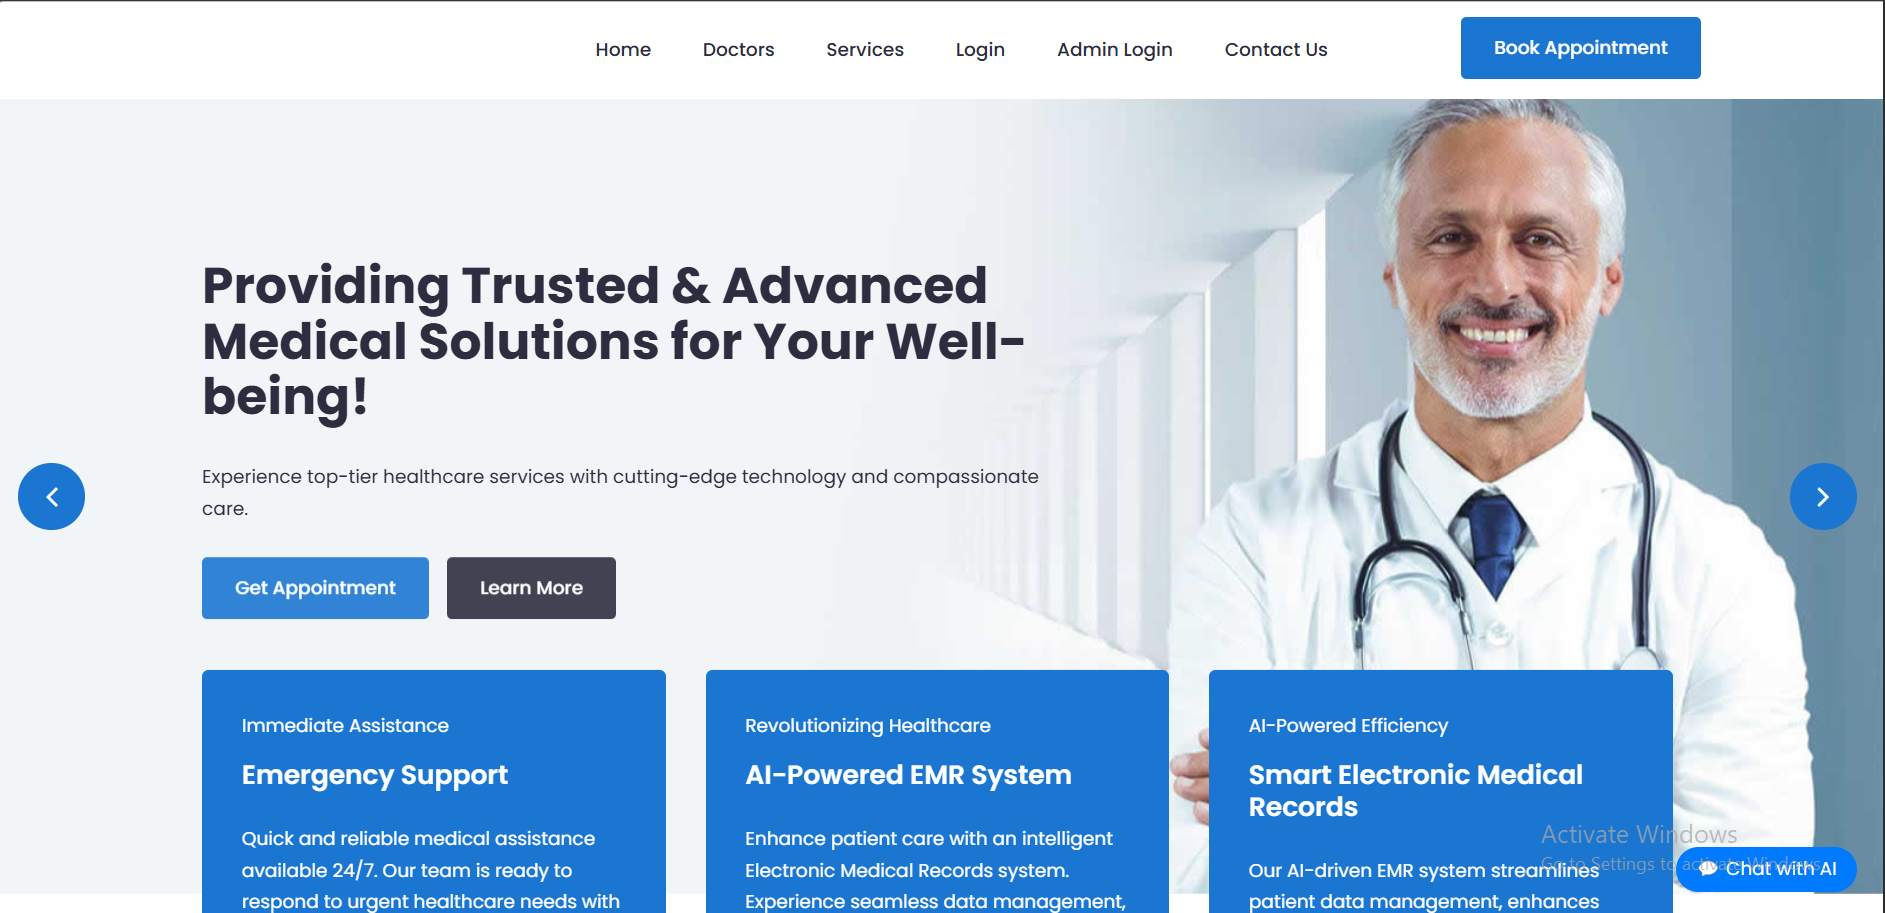 Home Doctors Services Login Admin Login Contact Us Book Appointment
Providing Trusted & Advanced
Medical Solutions for Your Well-
being!
Experience top-tier healthcare services with cutting-edge technology and compassionate
care.
Get Appointment Learn More
Immediate Assistance
Emergency Support
Quick and reliable medical assistance
available 24/7. Our team is ready to
respond to urgent healthcare needs with
Revolutionizing Healthcare
AI-Powered EMR System
Enhance patient care with an intelligent
Electronic Medical Records system.
Experience seamless data management,
AI-Powered Efficiency
Smart Electronic Medical
Records
Our AI-driven EMR system streamlines
patient data management, enhances
Activate Windows
Go to Settings to activate Windows.
Chat with AI